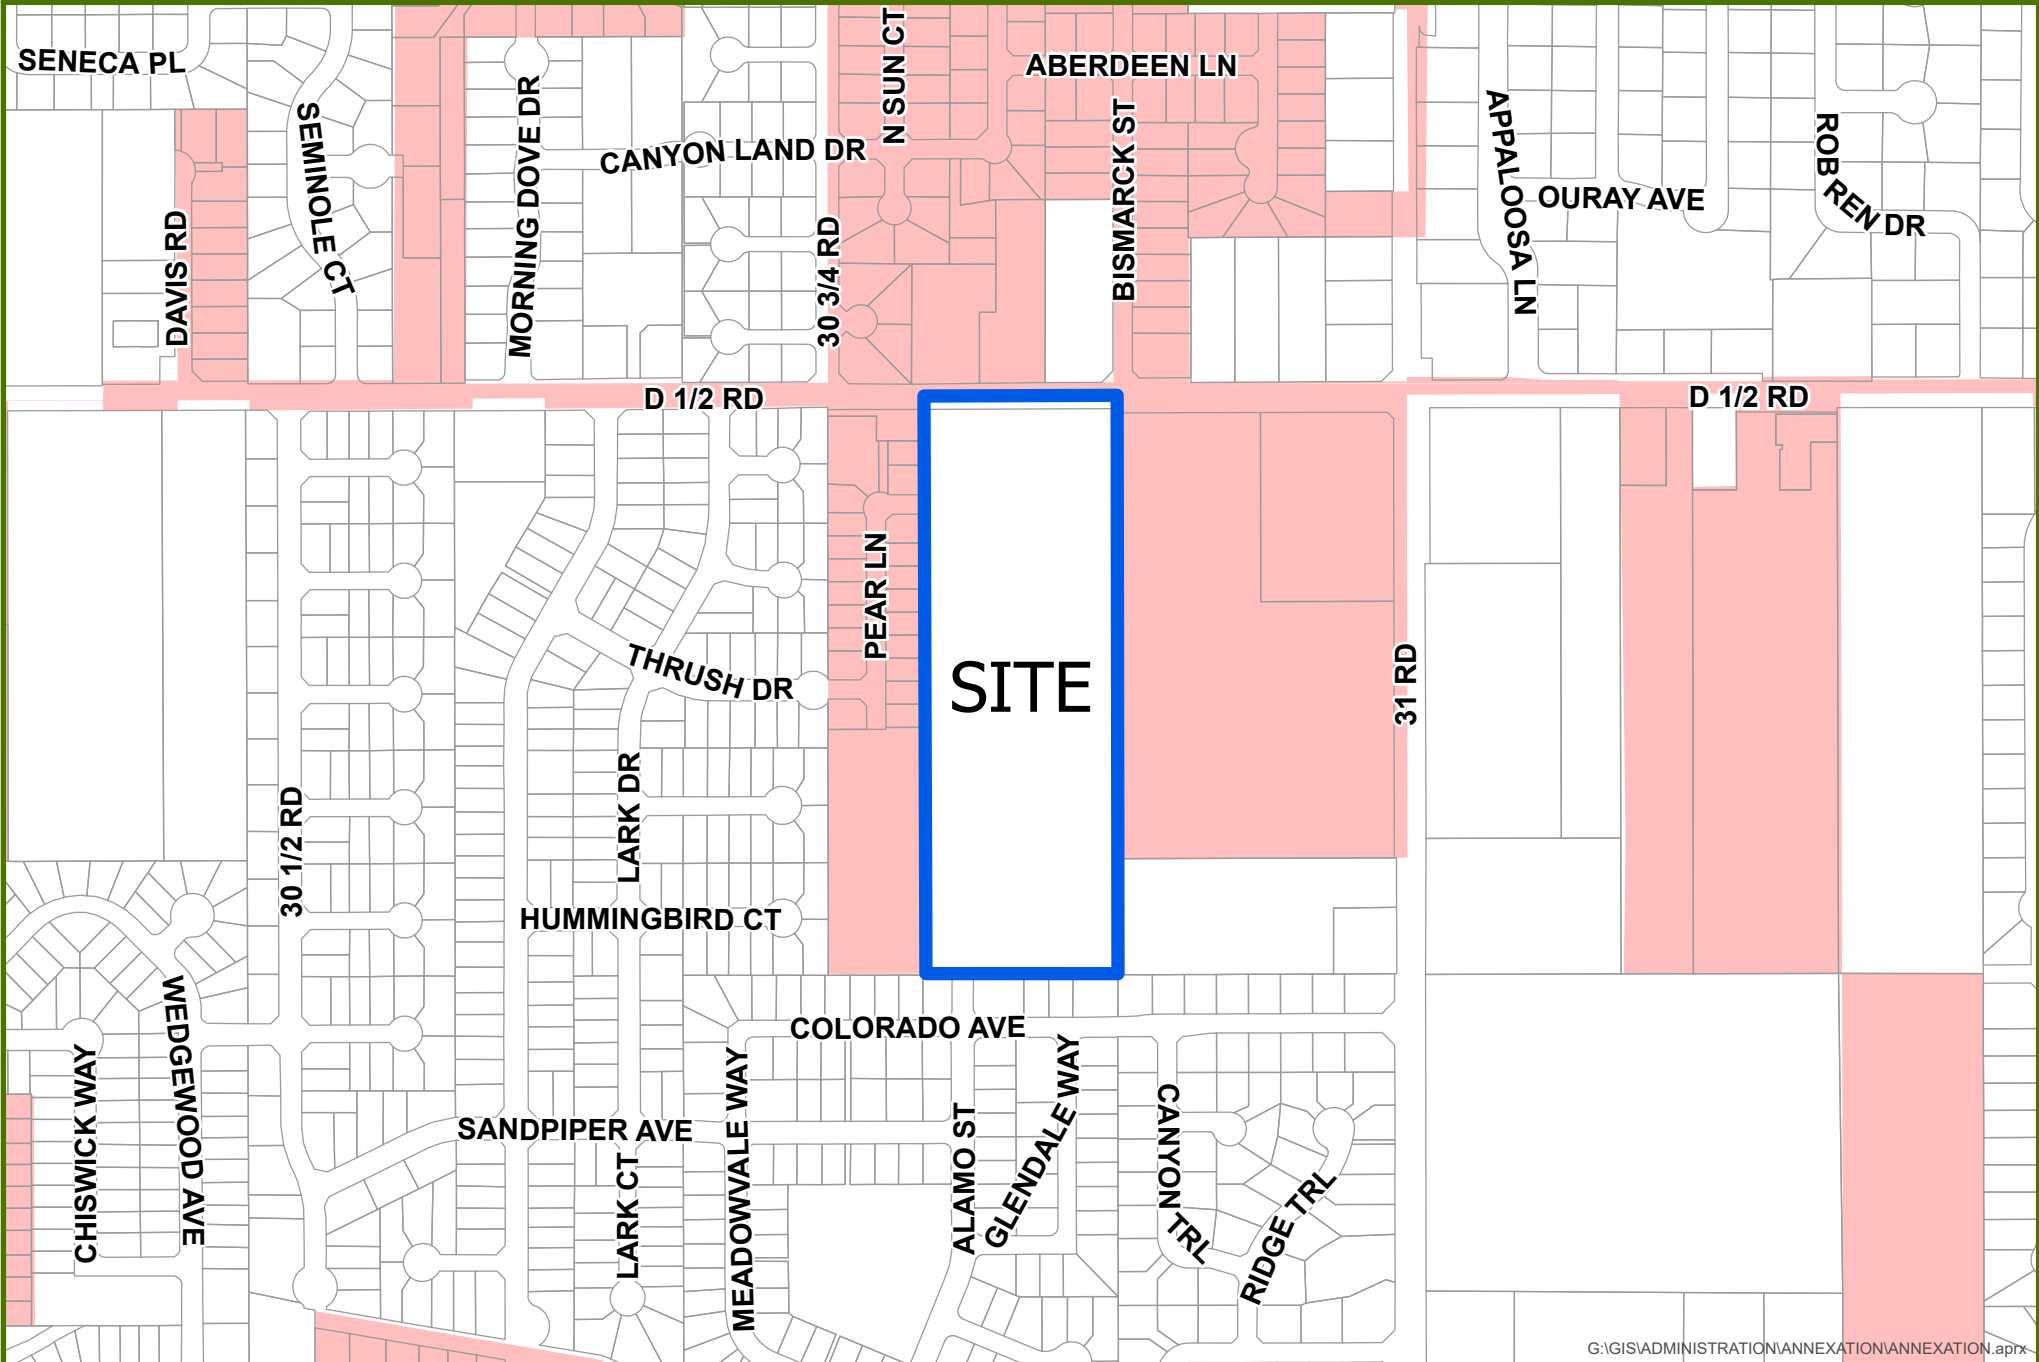 SENECA PL
N SUN CT
ABERDEEN LN
SEMINOLE CT
MORNING DOVE DR
CANYON LAND DR
BISMARCK ST
APPALOOSA LN
ROB REN DR
OURAY AVE
DAVIS RD
30 3/4 RD
D 1/2 RD
D 1/2 RD
PEAR LN
THRUSH DR
SITE
31 RD
LARK DR
30 1/2 RD
HUMMINGBIRD CT
WEDGEWOOD AVE
COLORADO AVE
CHISWICK WAY
MEADOWVALE WAY
GLENDALE WAY
CANYON TRL
SANDPIPER AVE
ALAMO ST
LARK CT
RIDGE TRL
G:\GIS\ADMINISTRATION\ANNEXATION\ANNEXATION.aprx